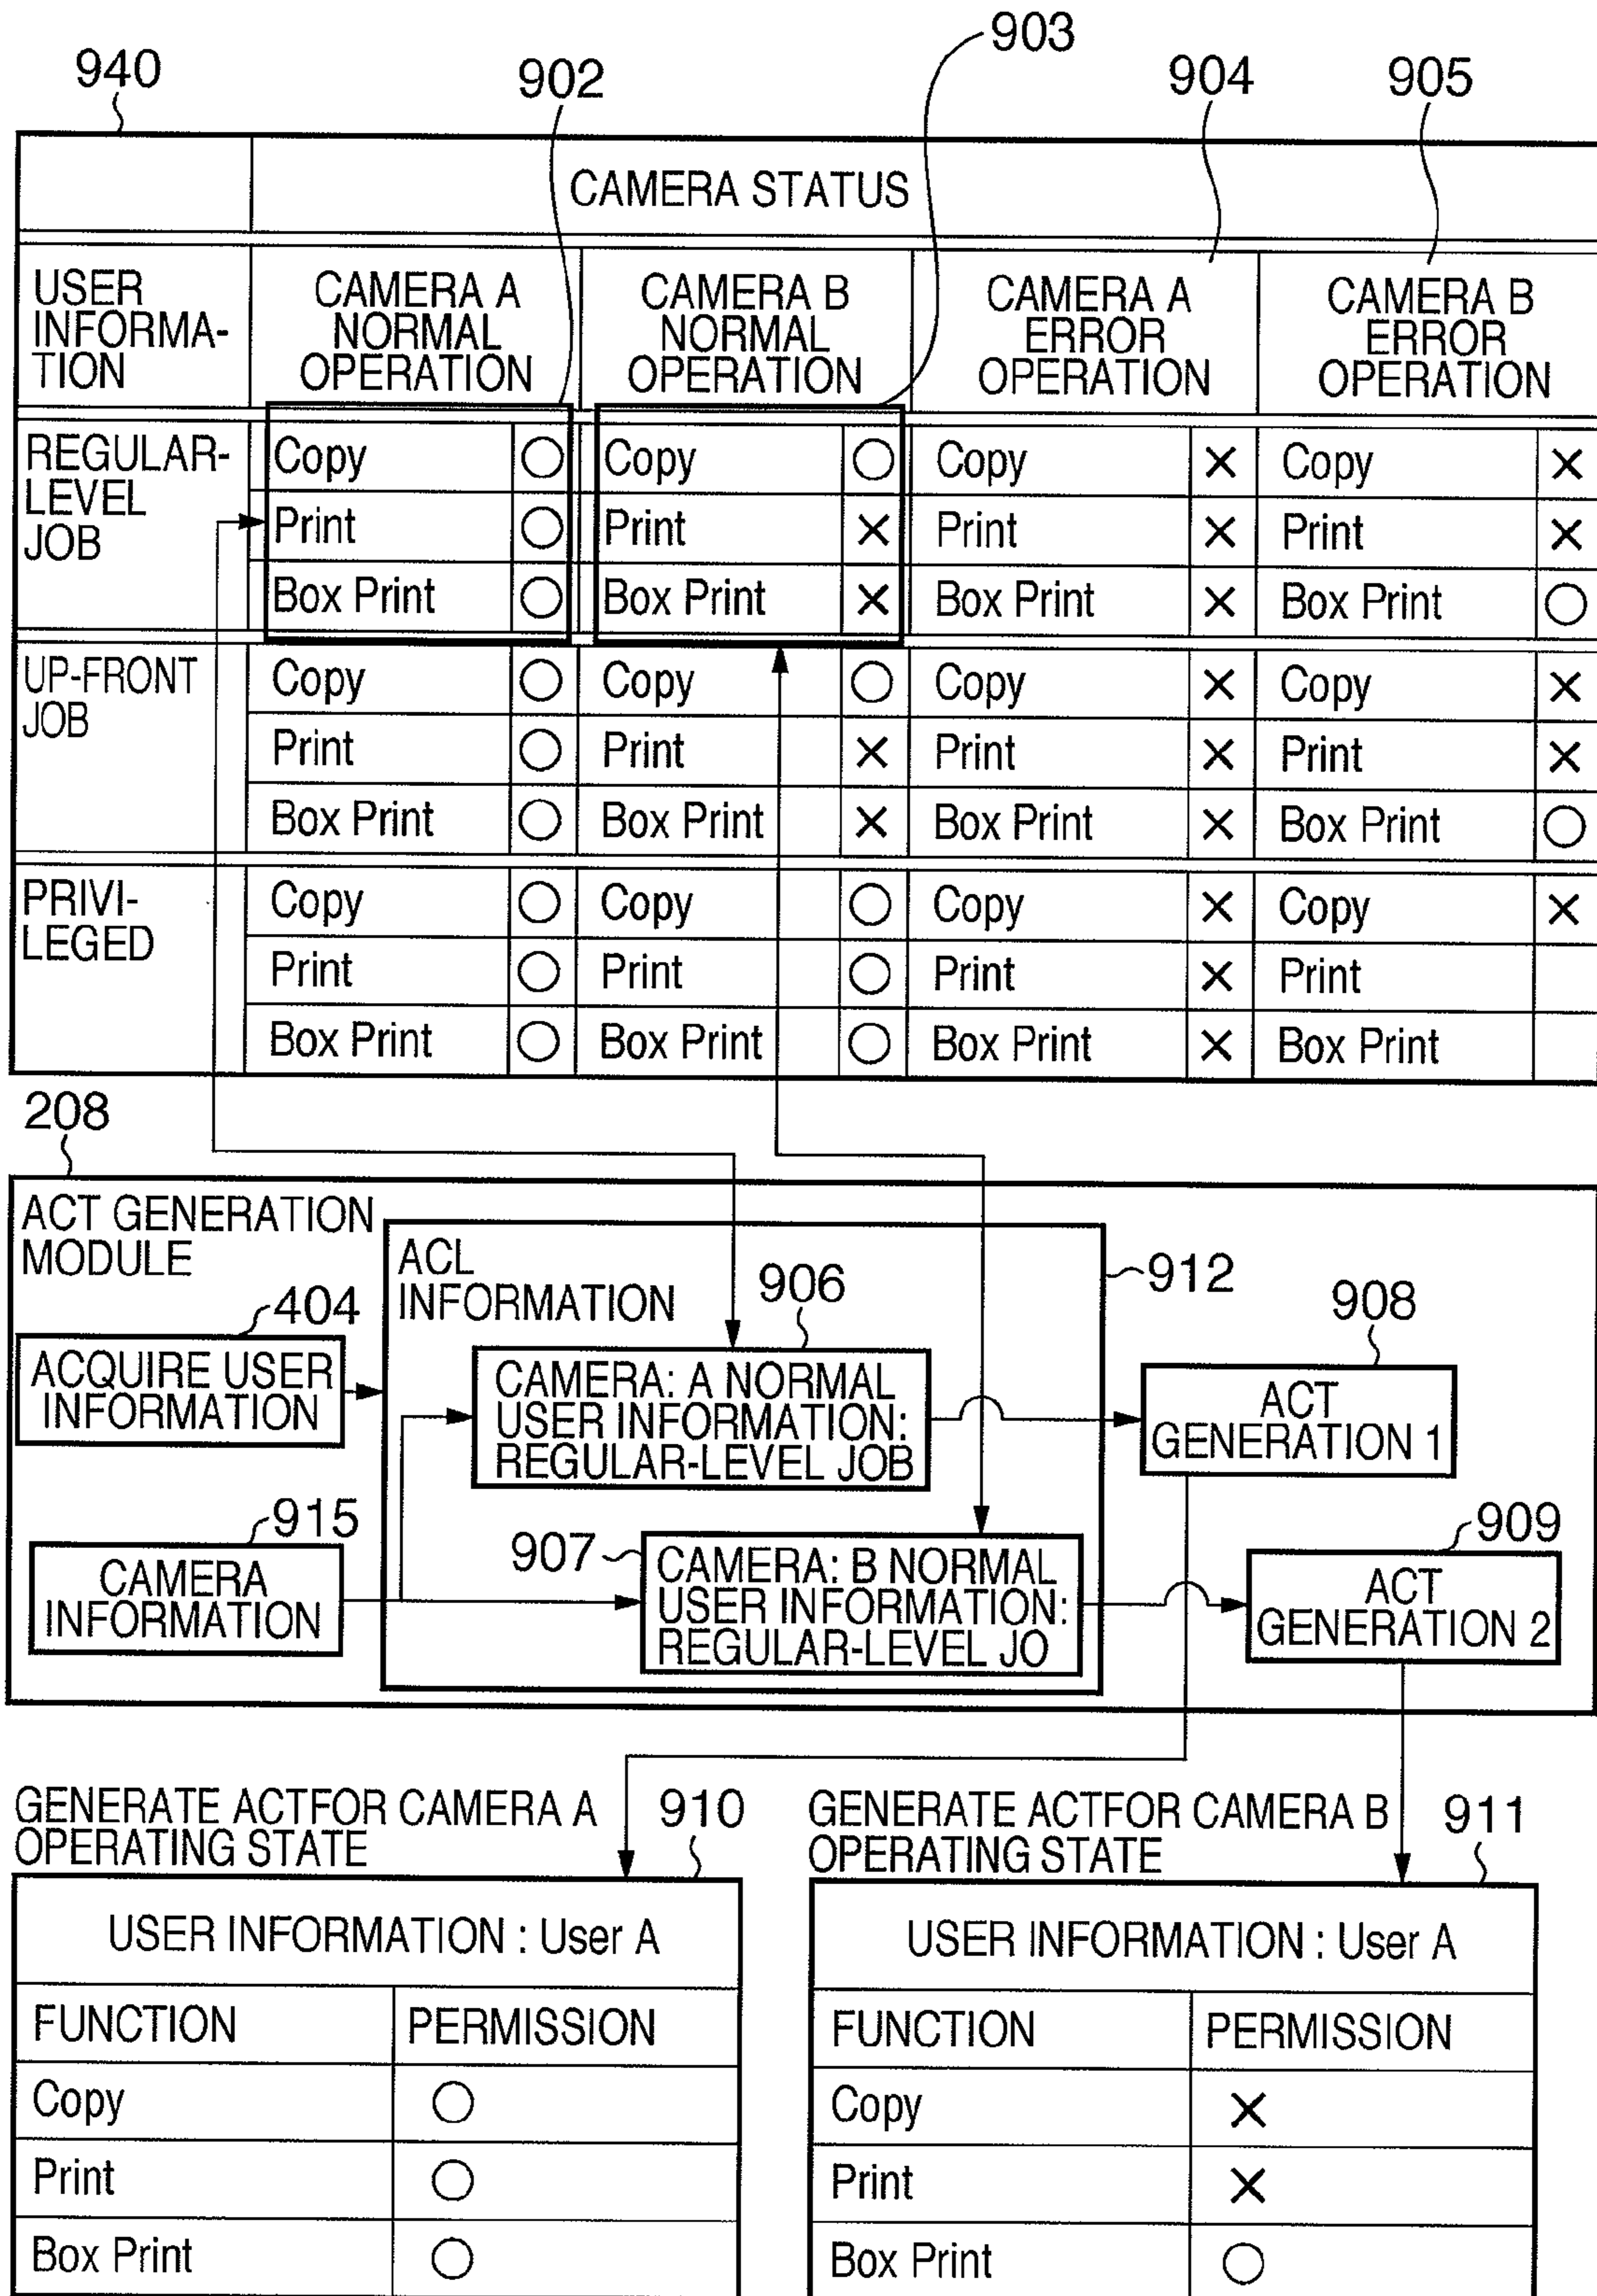 903
940
902
904
905
CAMERA STATUS
USER
INFORMA-
TION
CAMERA A
NORMAL
OPERATION
CAMERA B
NORMAL
OPERATION
CAMERA A
ERROR
OPERATION
CAMERA B
ERROR
OPERATION
REGULAR-
LEVEL
JOB
Copy ○ Copy ○ Copy × Copy ×
Print ○ Print × Print × Print ×
Box Print ○ Box Print × Box Print × Box Print ○
UP-FRONT
JOB
Copy ○ Copy ○ Copy × Copy ×
Print ○ Print × Print × Print ×
Box Print ○ Box Print × Box Print × Box Print ○
PRIVI-
LEGED
Copy ○ Copy ○ Copy × Copy ×
Print ○ Print ○ Print × Print
Box Print ○ Box Print ○ Box Print × Box Print
208
ACT GENERATION
MODULE
404
ACQUIRE USER
INFORMATION
915
CAMERA
INFORMATION
ACL
INFORMATION
912
906
CAMERA: A NORMAL
USER INFORMATION:
REGULAR-LEVEL JOB
907
CAMERA: B NORMAL
USER INFORMATION:
REGULAR-LEVEL JO
908
ACT
GENERATION 1
909
ACT
GENERATION 2
GENERATE ACTFOR CAMERA A
OPERATING STATE
910
USER INFORMATION : User A
FUNCTION PERMISSION
Copy ○
Print ○
Box Print ○
GENERATE ACTFOR CAMERA B
OPERATING STATE
911
USER INFORMATION : User A
FUNCTION PERMISSION
Copy ×
Print ×
Box Print ○